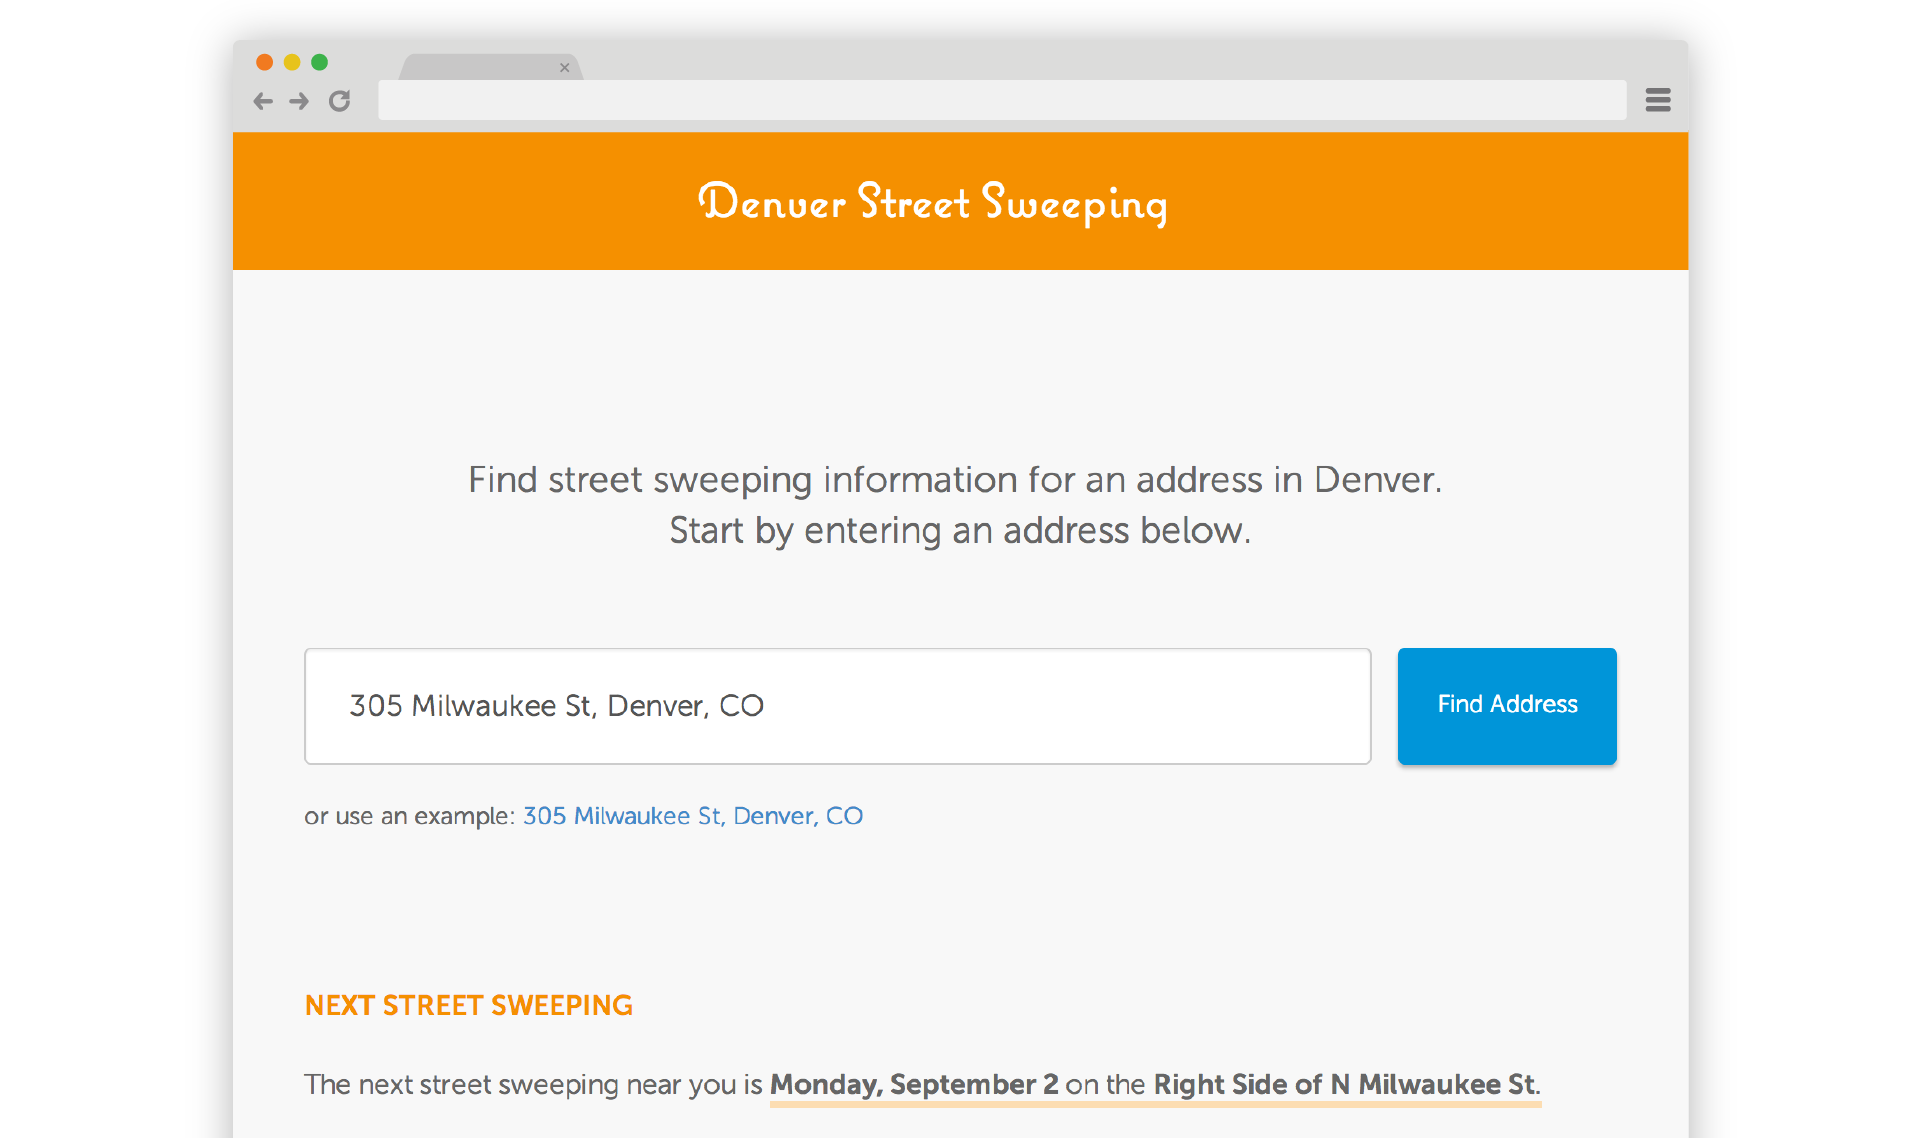 Denver Street Sweeping
Find street sweeping information for an address in Denver.
Start by entering an address below.
305 Milwaukee St, Denver, CO
Find Address
or use an example: 305 Milwaukee St, Denver, CO
NEXT STREET SWEEPING
The next street sweeping near you is Monday, September 2 on the Right Side of N Milwaukee St.